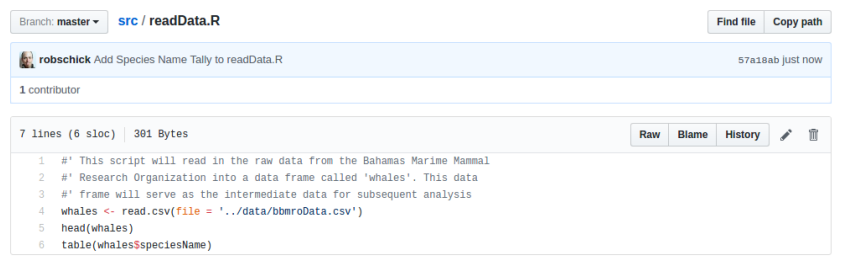 Branch: master
src / readData.R
Find file
Copy path
robschick Add Species Name Tally to readData.R
57a18ab just now
1 contributor
7 lines (6 sloc)
301 Bytes
Raw
Blame
History
1 #' This script will read in the raw data from the Bahamas Marime Mammal
2 #' Research Organization into a data frame called 'whales'. This data
3 #' frame will serve as the intermediate data for subsequent analysis
4 whales <- read.csv(file = '../data/bbmroData.csv')
5 head(whales)
6 table(whales$speciesName)